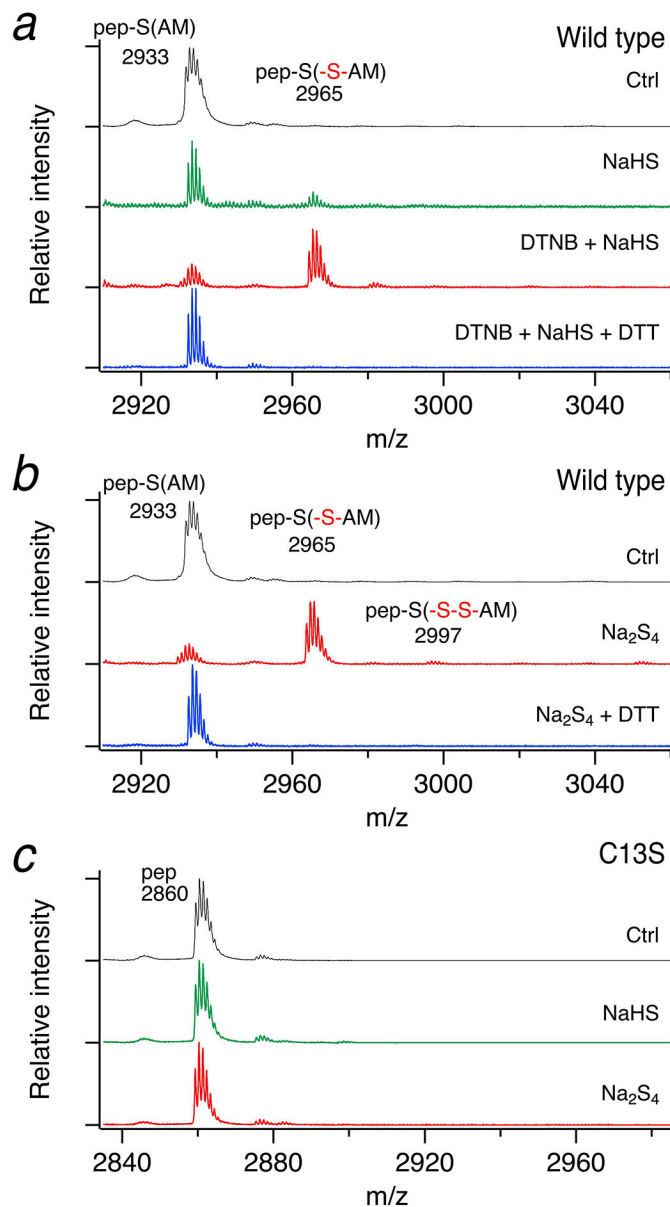 a
Wild type
pep-S(AM)
2933
pep-S(-S-AM)
2965
Ctrl
NaHS
DTNB + NaHS
DTNB + NaHS + DTT
Relative intensity
2920 2960 3000 3040
m/z
b
Wild type
pep-S(AM)
2933
pep-S(-S-AM)
2965
Ctrl
pep-S(-S-S-AM)
2997
Na₂S₄
Na₂S₄ + DTT
Relative intensity
2920 2960 3000 3040
m/z
c
C13S
pep
2860
Ctrl
NaHS
Na₂S₄
Relative intensity
2840 2880 2920 2960
m/z